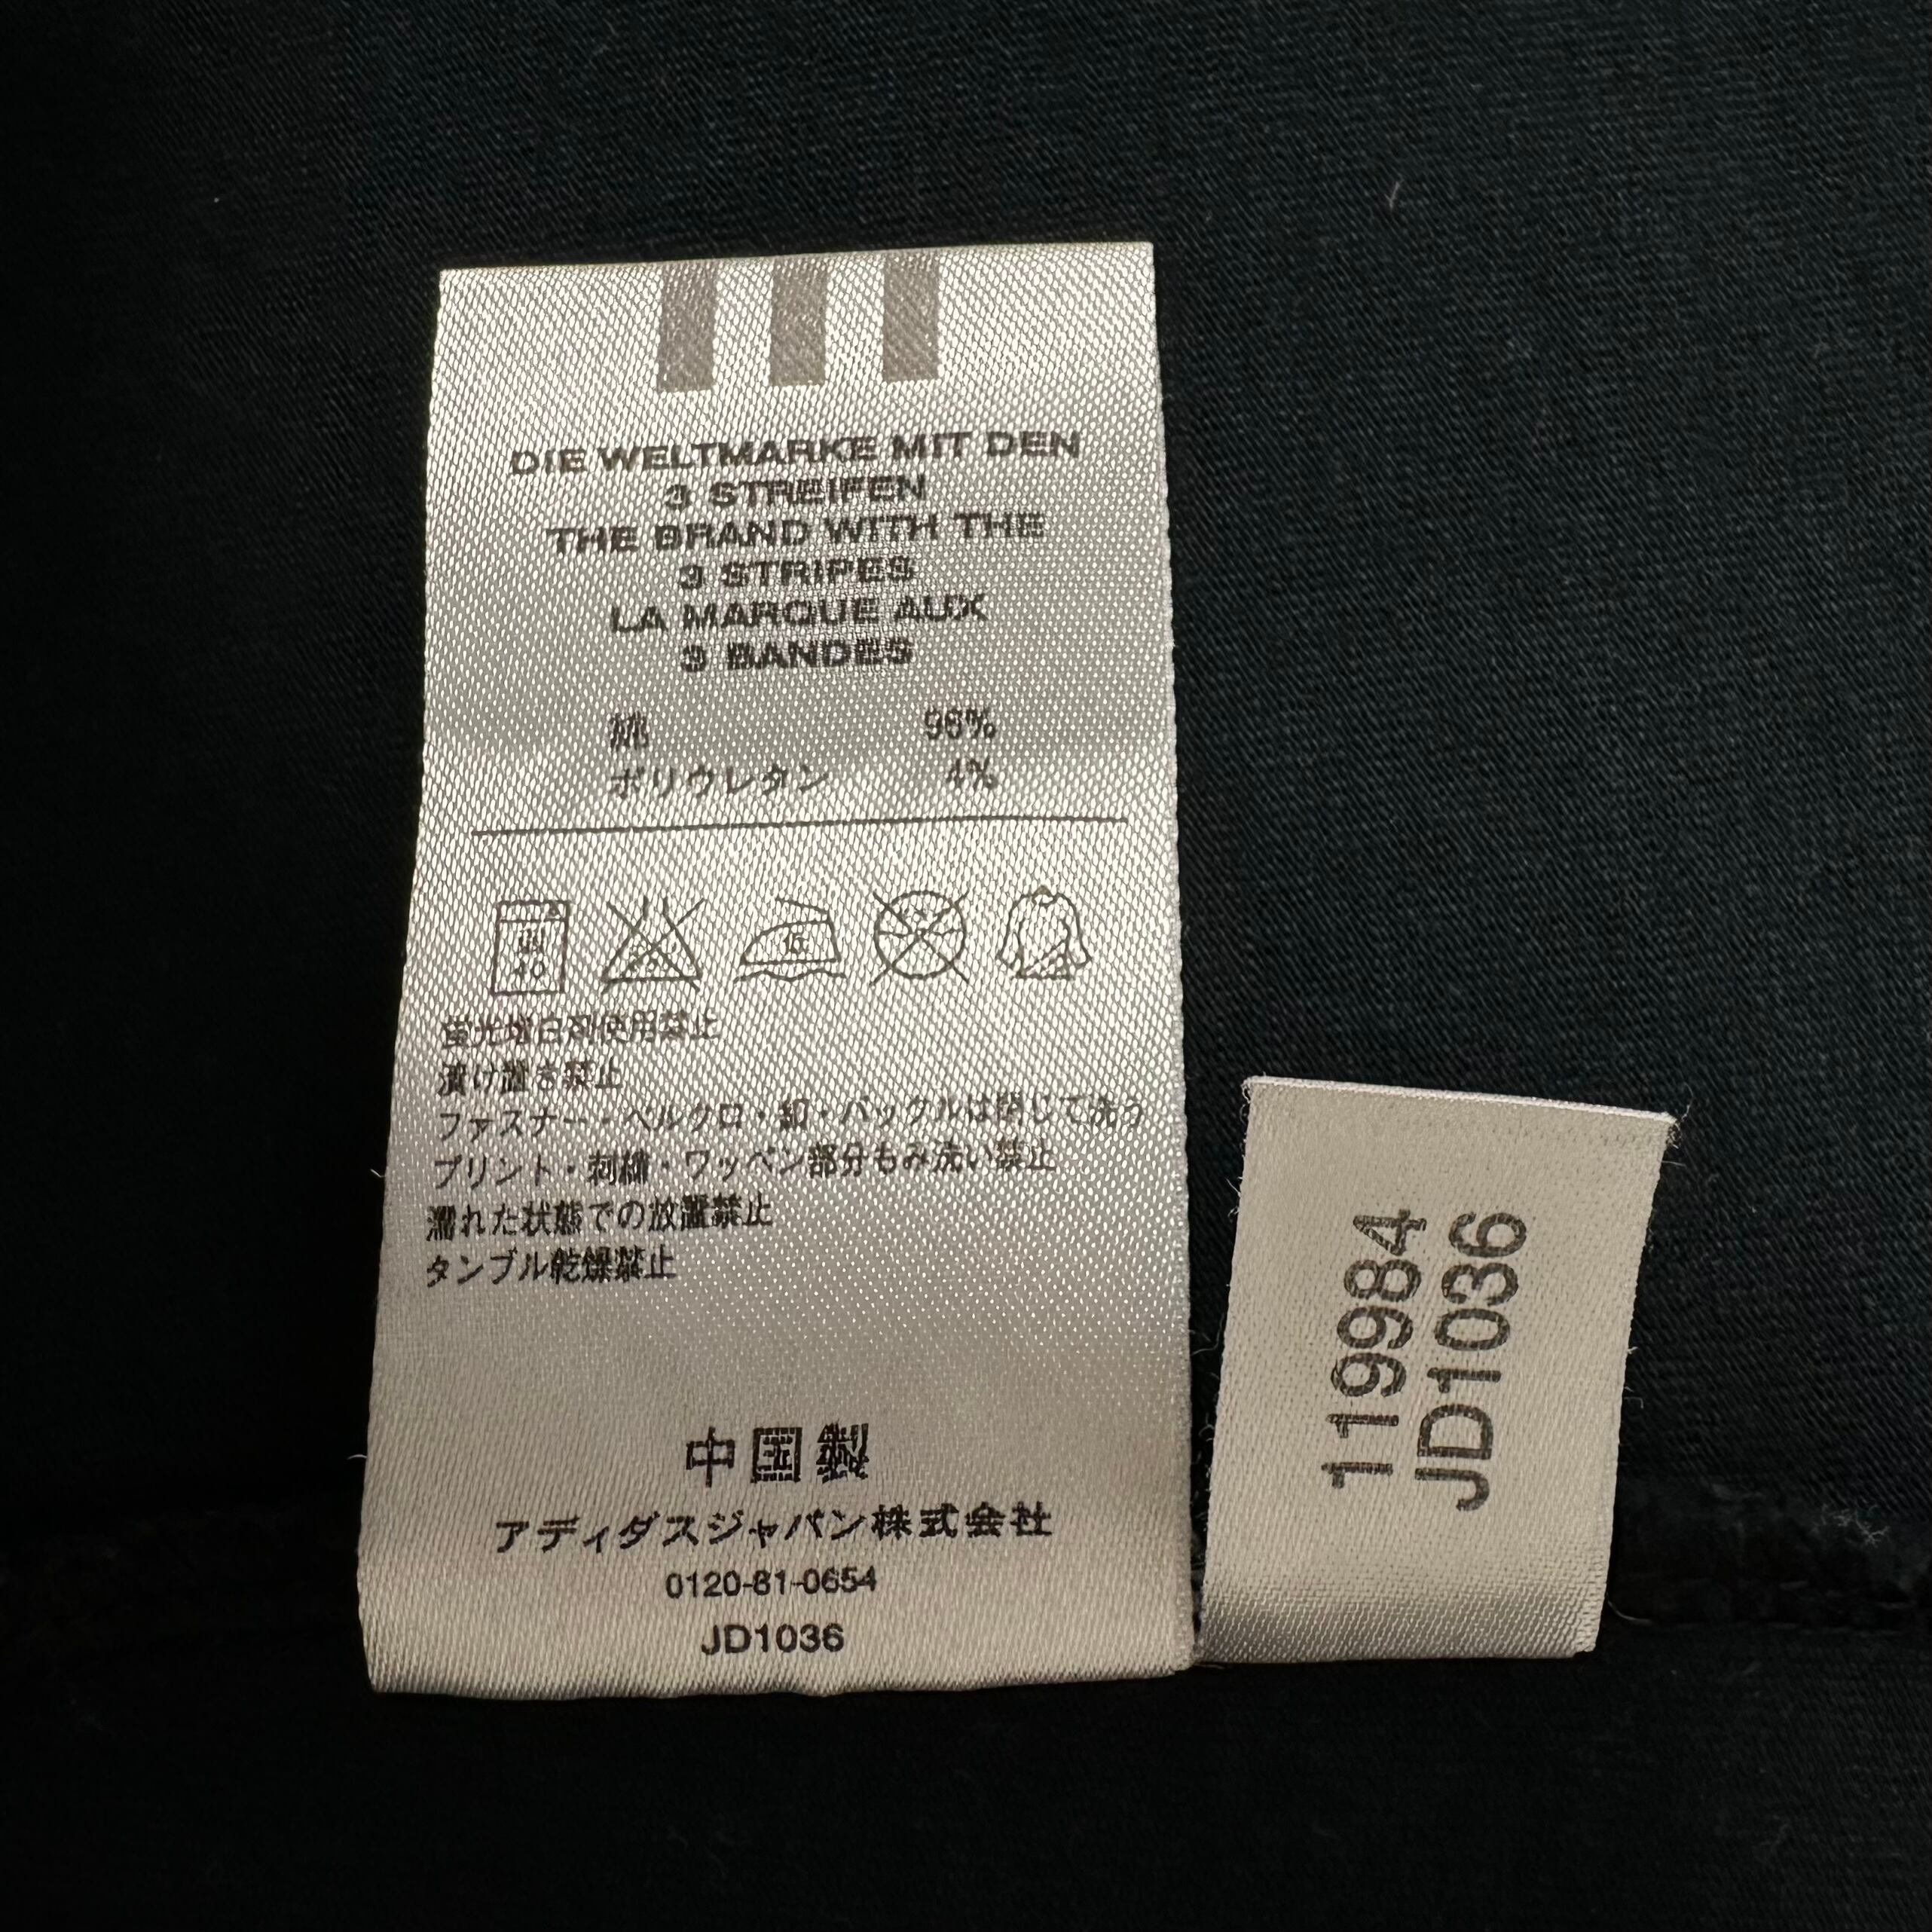 DIE WELTMARKE MIT DEN
3 STREIFEN
THE BRAND WITH THE
3 STRIPES
LA MARQUE AUX
3 BANDES
綿 96%
ポリウレタン 4%
弱 40
低
蛍光増白剤使用禁止
漬け置き禁止
ファスナー・ベルクロ・釦・バックルは閉じて洗う
プリント・刺繍・ワッペン部分もみ洗い禁止
濡れた状態での放置禁止
タンブル乾燥禁止
中国製
アディダスジャパン株式会社
0120-81-0654
JD1036
119984
JD1036